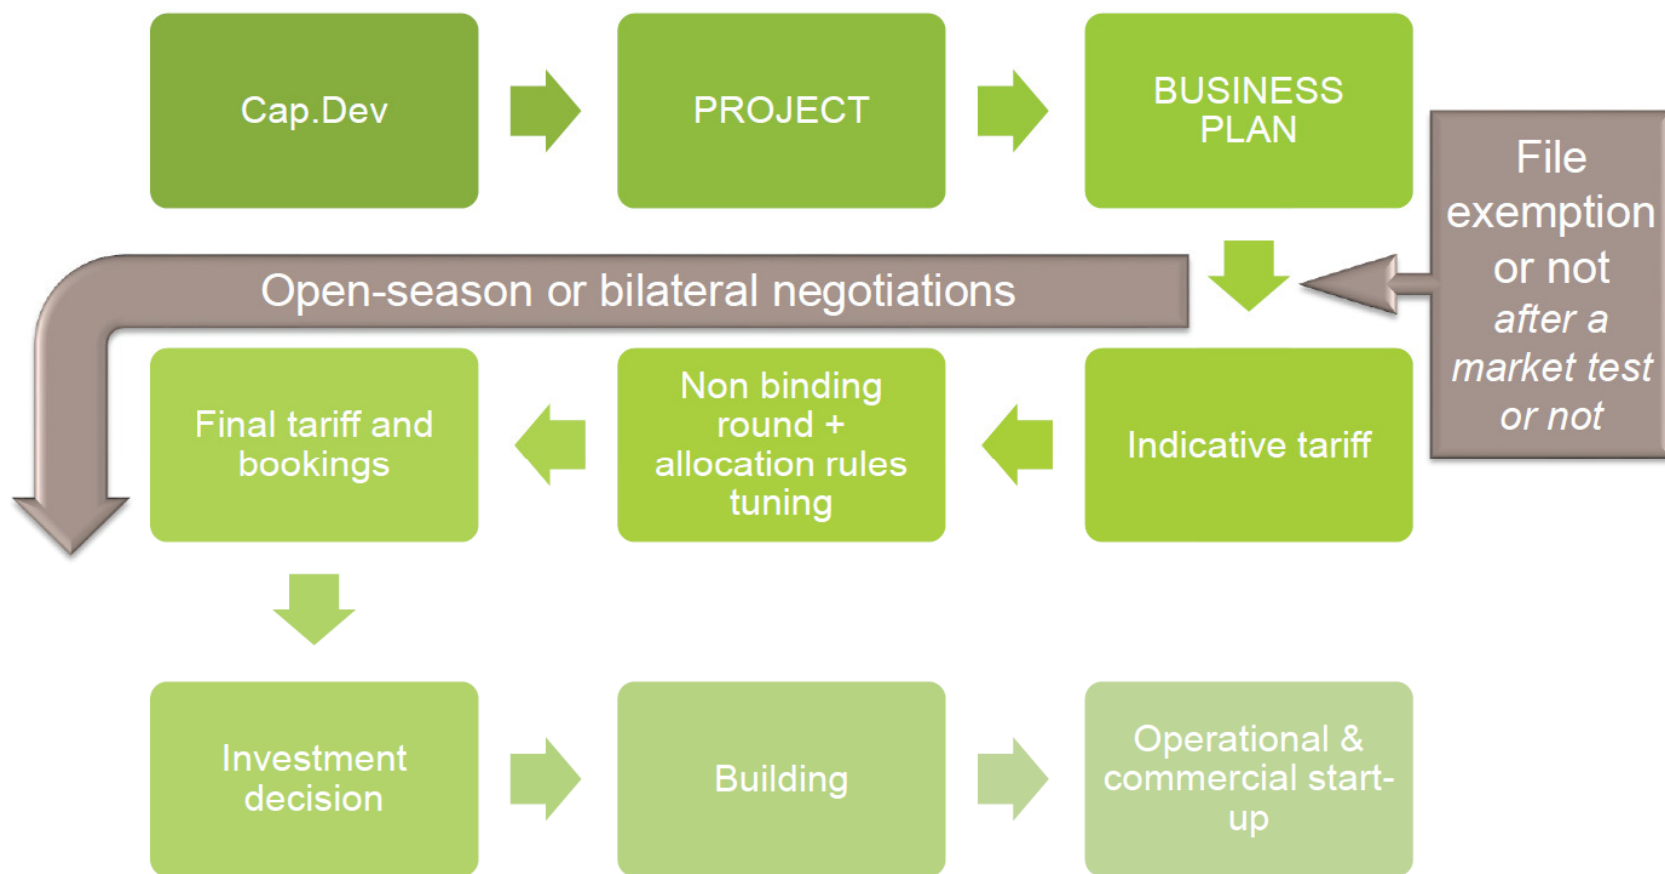 Cap.Dev
PROJECT
BUSINESS
PLAN
File
exemption
or not
after a
market test
or not
Open-season or bilateral negotiations
Indicative tariff
Non binding
round +
allocation rules
tuning
Final tariff and
bookings
Investment
decision
Building
Operational &
commercial start-
up